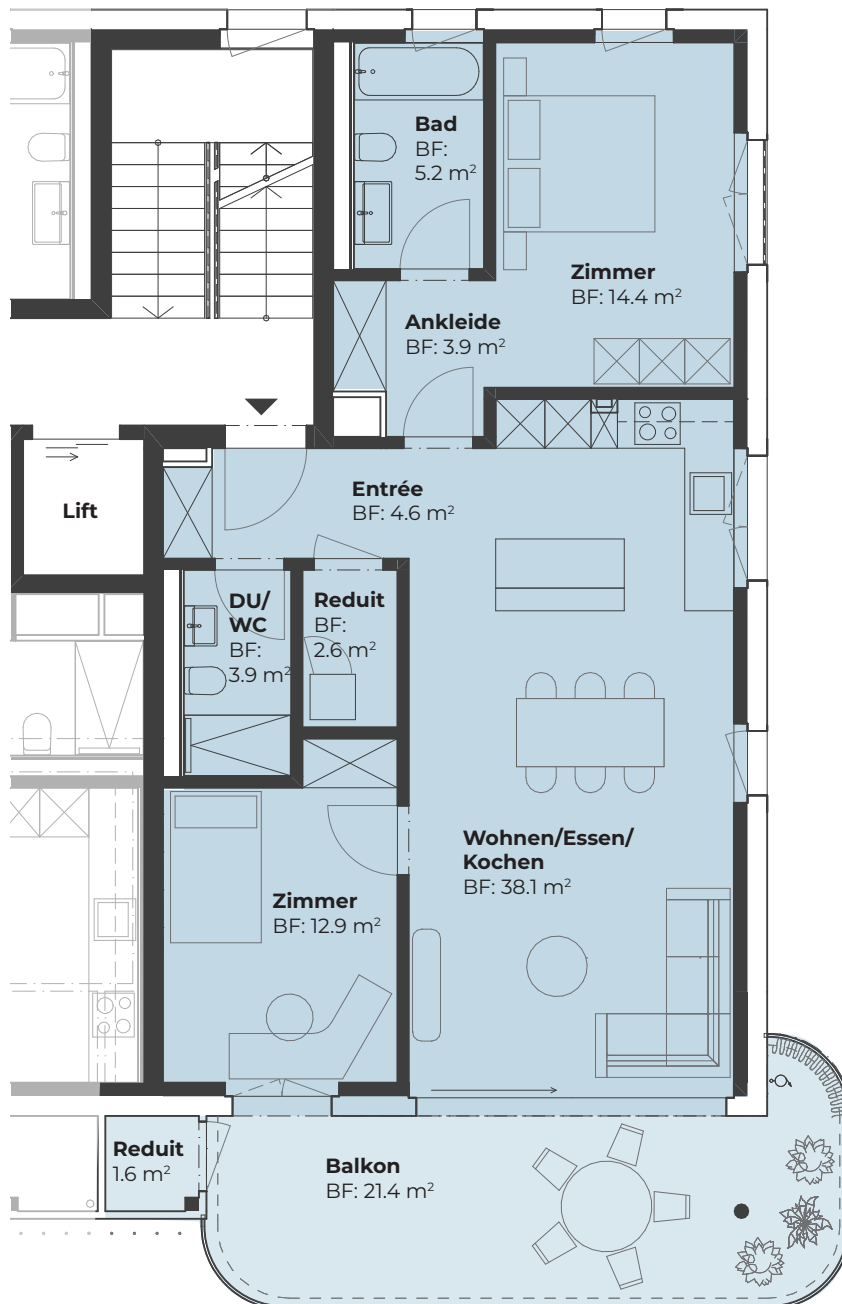 Bad
BF:
5.2 m²
Zimmer
BF: 14.4 m²
Ankleide
BF: 3.9 m²
Entrée
BF: 4.6 m²
Lift
DU/
WC
BF:
3.9 m²
Reduit
BF:
2.6 m²
Wohnen/Essen/
Kochen
BF: 38.1 m²
Zimmer
BF: 12.9 m²
Reduit
1.6 m²
Balkon
BF: 21.4 m²